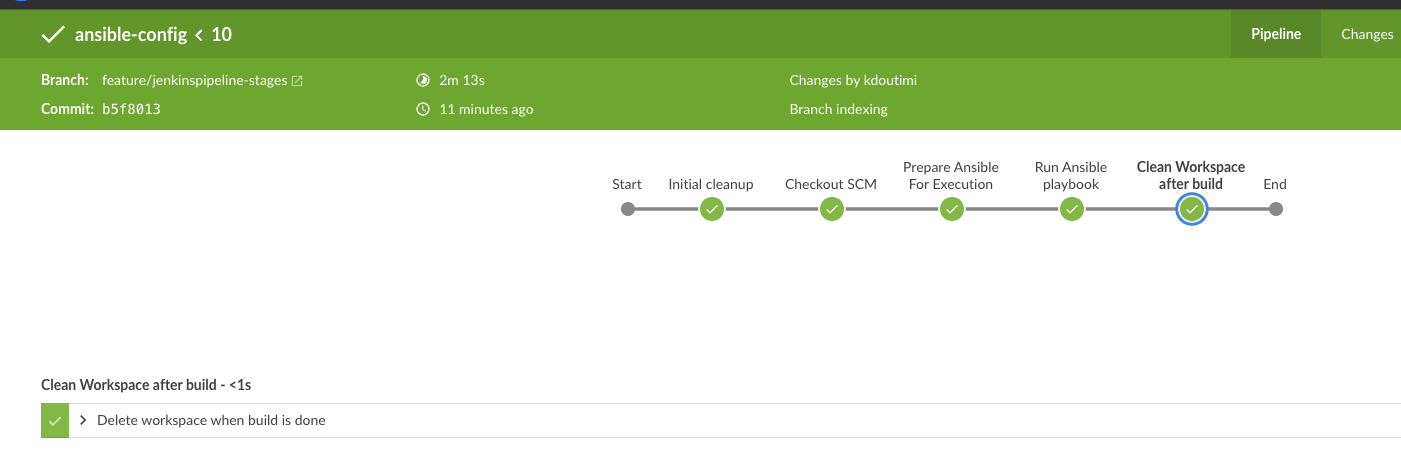 ansible-config < 10
Pipeline
Changes
Branch: feature/jenkinspipeline-stages
2m 13s
Changes by kdoutimi
Commit: b5f8013
11 minutes ago
Branch indexing
Start
Initial cleanup
Checkout SCM
Prepare Ansible
For Execution
Run Ansible
playbook
Clean Workspace
after build
End
Clean Workspace after build - <1s
Delete workspace when build is done